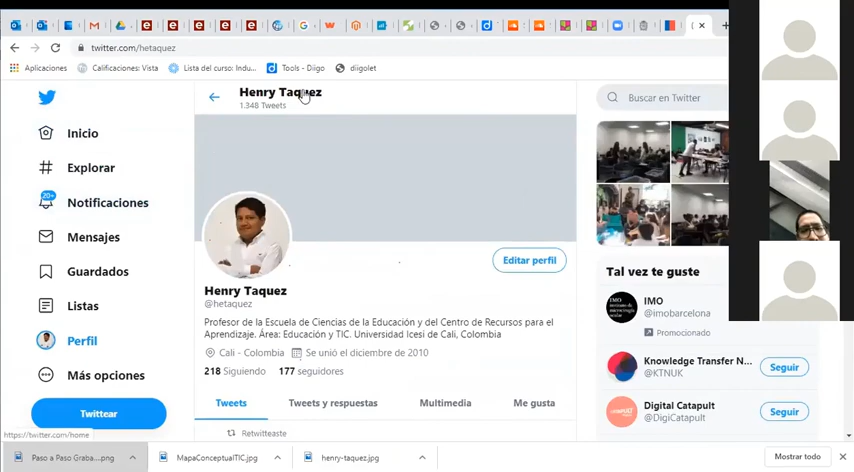 twitter.com/hetaquez
Aplicaciones
Calificaciones: Vista
Lista del curso: Indu...
Tools - Diigo
diigolet
Henry Taquez
1.348 Tweets
Buscar en Twitter
Inicio
Explorar
20+
Notificaciones
Mensajes
Guardados
Listas
Perfil
Más opciones
Twittear
Editar perfil
Henry Taquez
@hetaquez
Profesor de la Escuela de Ciencias de la Educación y del Centro de Recursos para el
Aprendizaje. Área: Educación y TIC. Universidad Icesi de Cali, Colombia
Cali - Colombia
Se unió el diciembre de 2010
218 Siguiendo
177 seguidores
Tweets
Tweets y respuestas
Multimedia
Me gusta
Retwitteaste
Tal vez te guste
IMO
@imobarcelona
Promocionado
Knowledge Transfer N...
@KTNUK
Seguir
Digital Catapult
@DigiCatapult
Seguir
https://twitter.com/home
Paso a Paso Graba....png
MapaConceptualTIC.jpg
henry-taquez.jpg
Mostrar todo